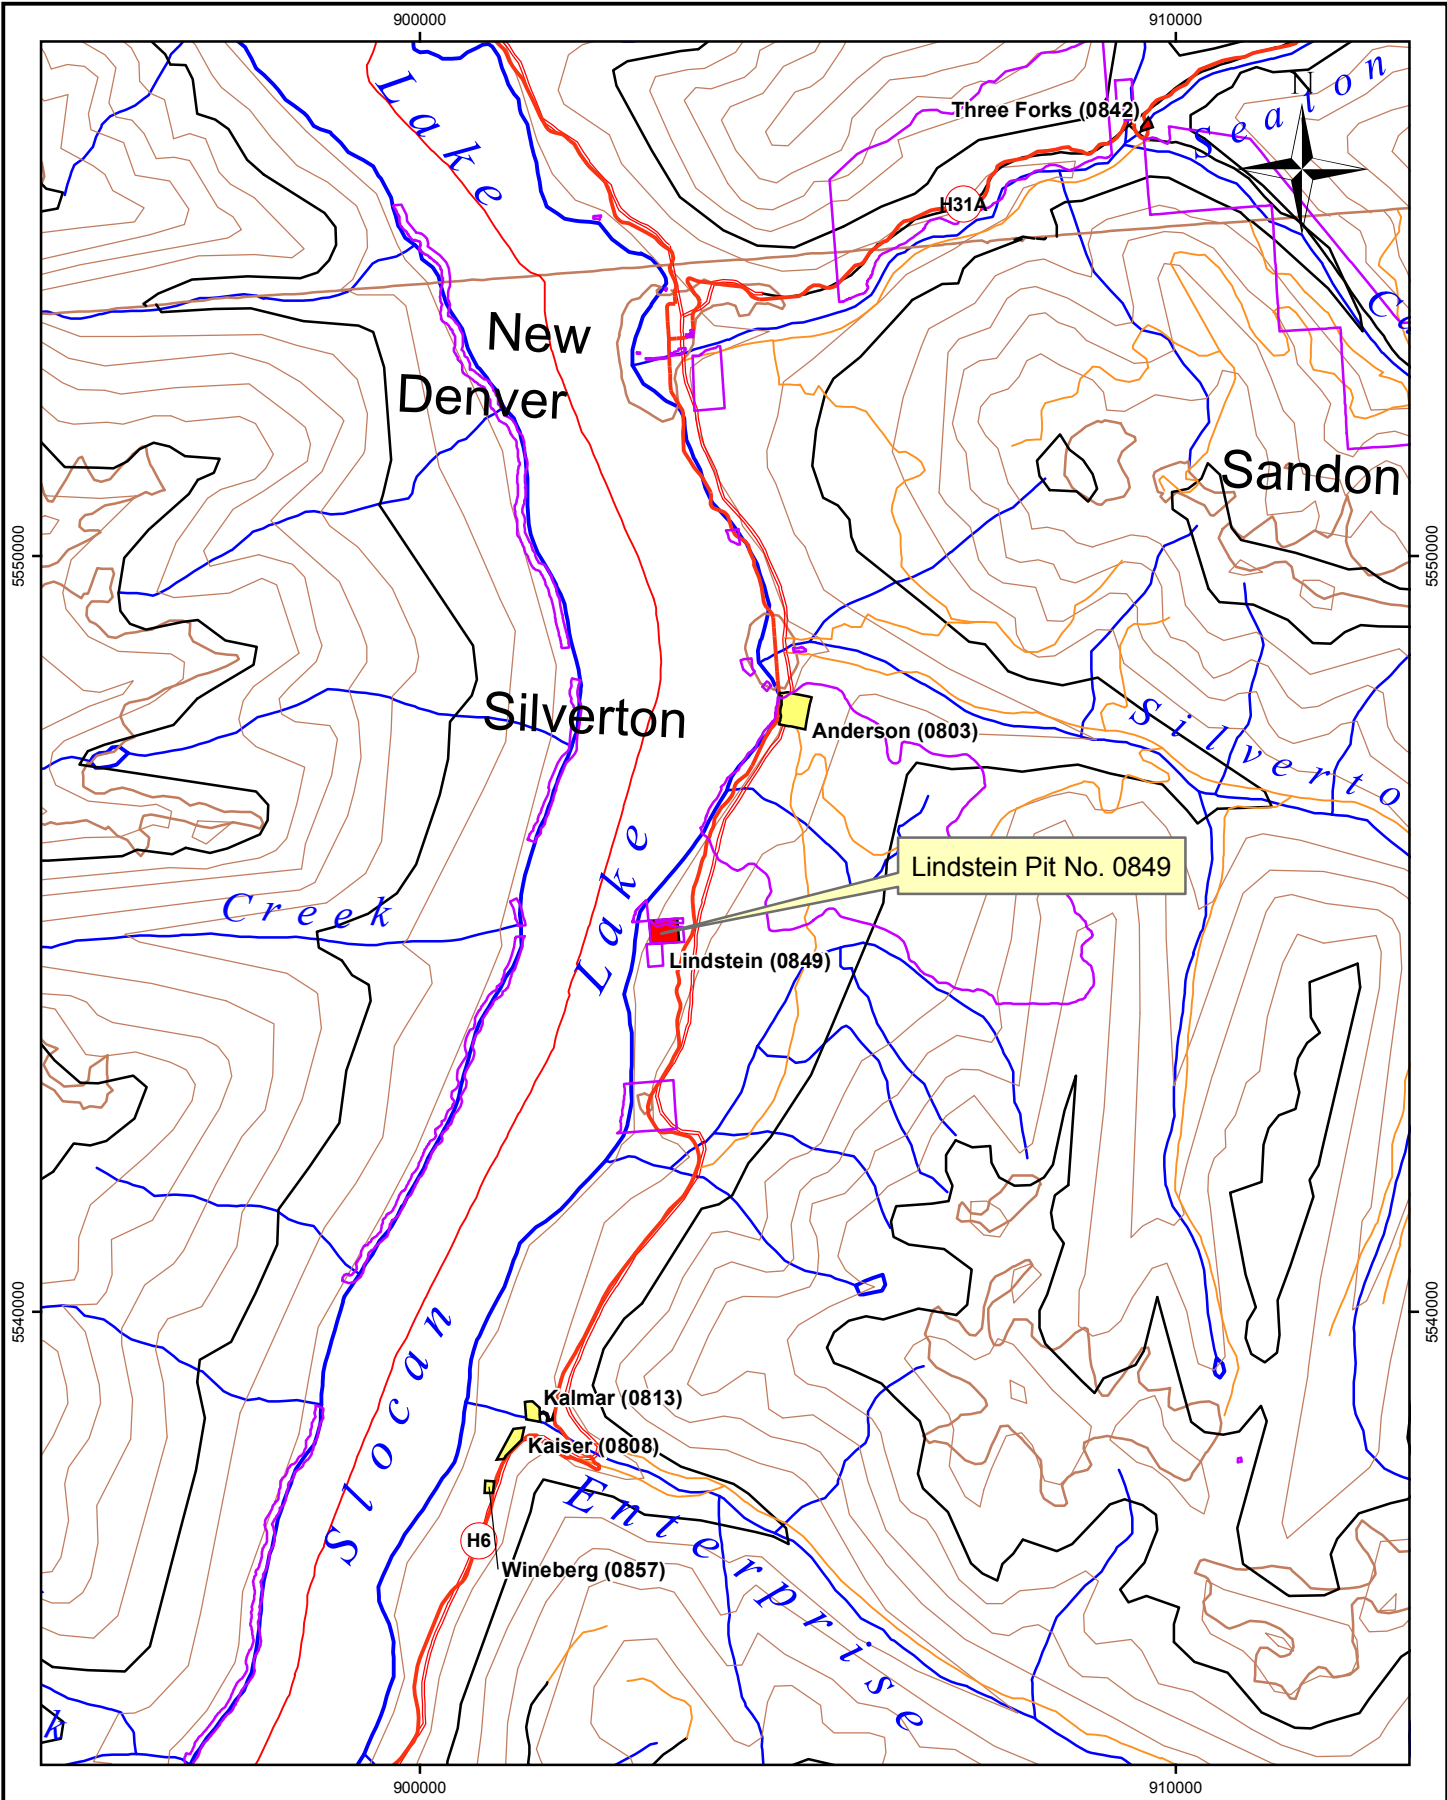 900000
910000
Lake
N
Three Forks (0842)
Seaton
H31A
New
Denver
Sandon
5550000
5550000
Silverton
Anderson (0803)
Silverto
Lindstein Pit No. 0849
Creek
Lake
Lindstein (0849)
5540000
5540000
Slocan
Kalmar (0813)
Kaiser (0808)
Enterprise
H6
Wineberg (0857)
k
900000
910000